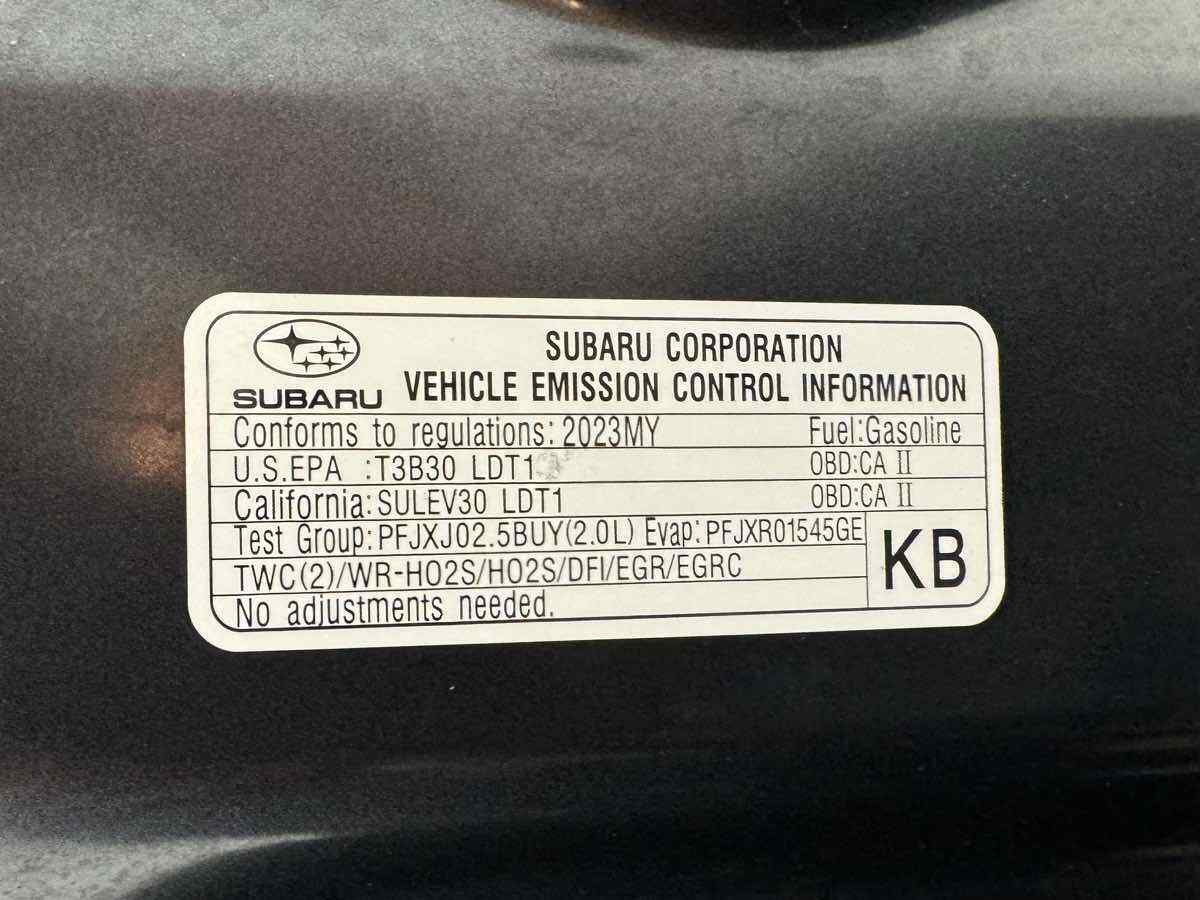 SUBARU CORPORATION
SUBARU VEHICLE EMISSION CONTROL INFORMATION
Conforms to regulations: 2023MY Fuel:Gasoline
U.S.EPA :T3B30 LDT1 OBD:CA II
California:SULEV30 LDT1 OBD:CA II
Test Group:PFJXJ02.5BUY(2.0L) Evap:PFJXR01545GE
TWC(2)/WR-HO2S/HO2S/DFI/EGR/EGRC KB
No adjustments needed.